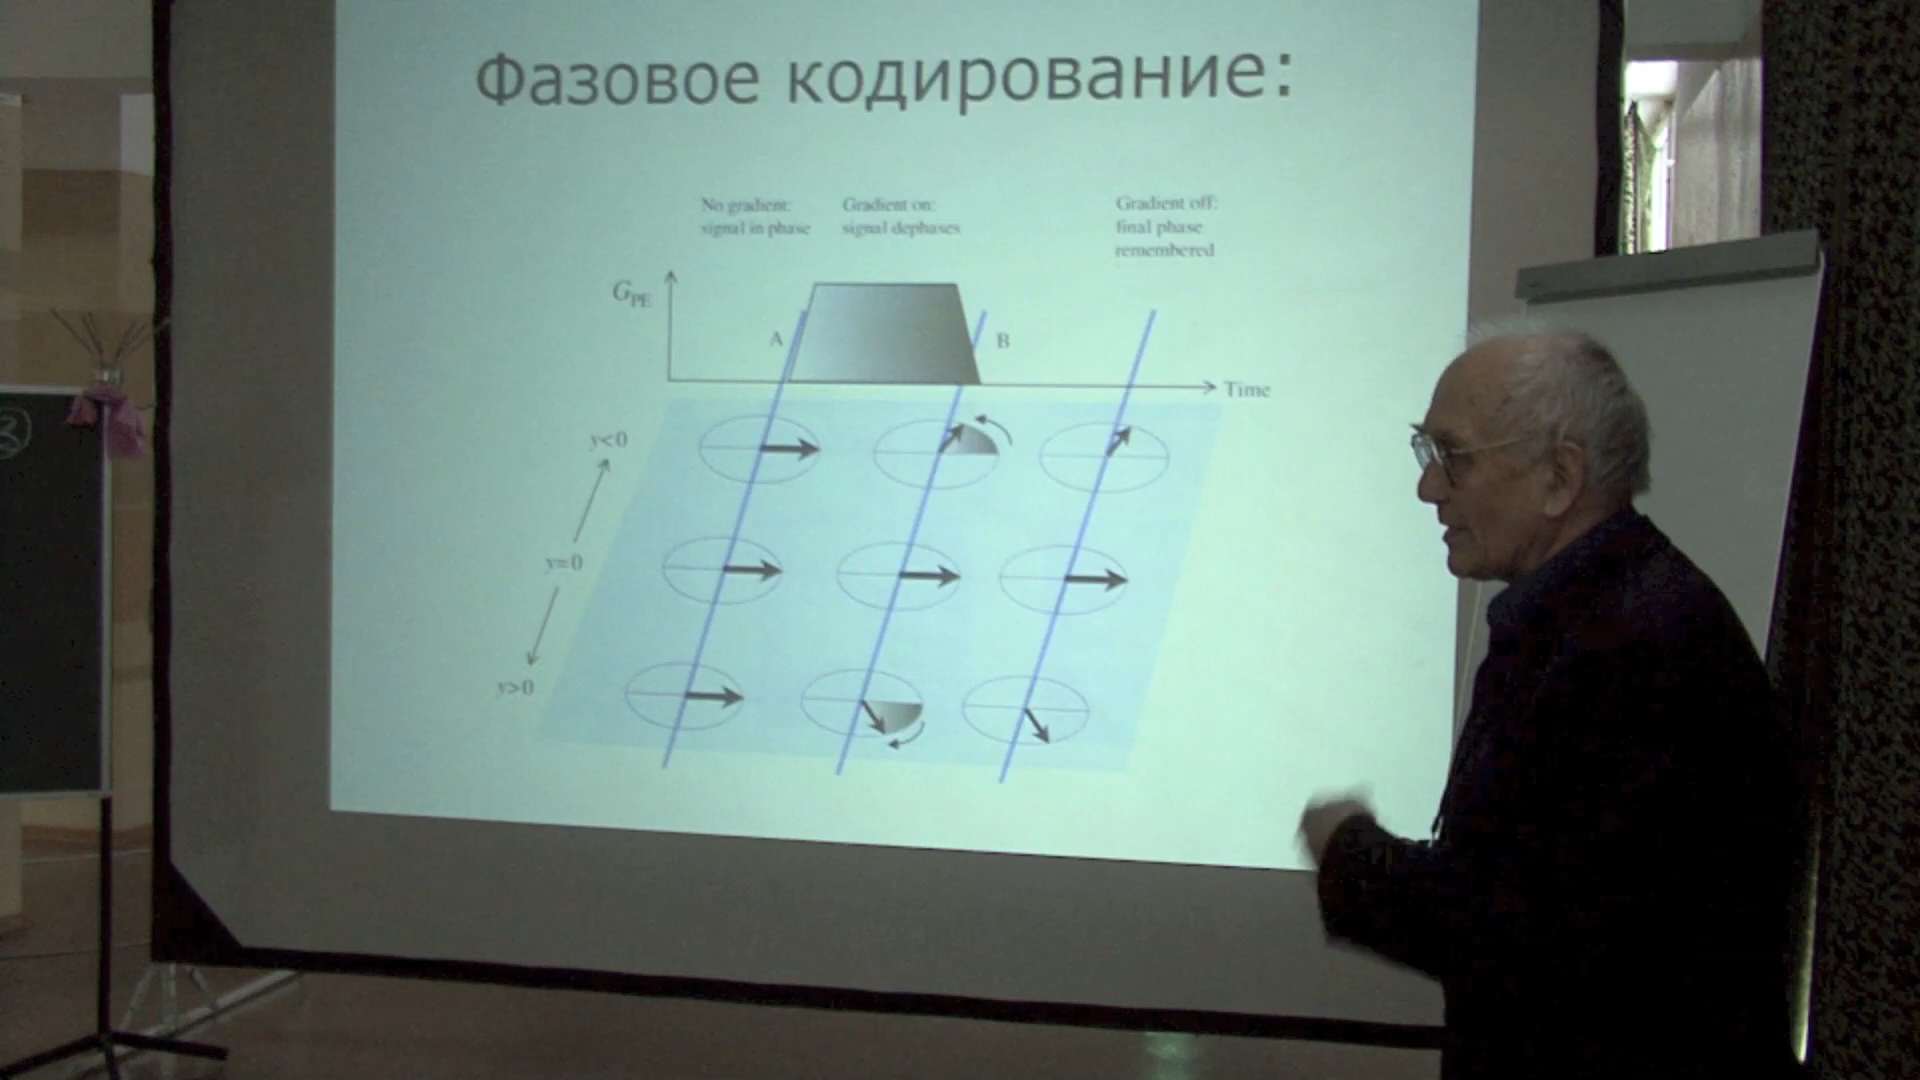 Фазовое кодирование:
No gradient:
signal in phase
Gradient on:
signal dephases
Gradient off:
final phase
remembered
G_PE
A
B
Time
y<0
y=0
y>0